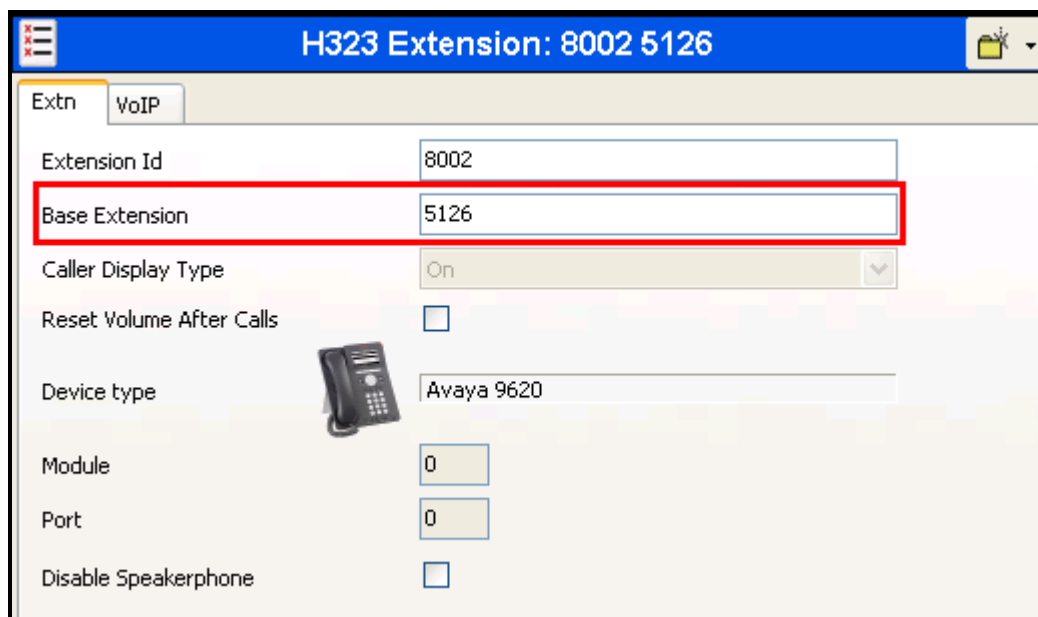 H323 Extension: 8002 5126
Extn VoIP
Extension Id 8002
Base Extension 5126
Caller Display Type On
Reset Volume After Calls
Device type Avaya 9620
Module 0
Port 0
Disable Speakerphone